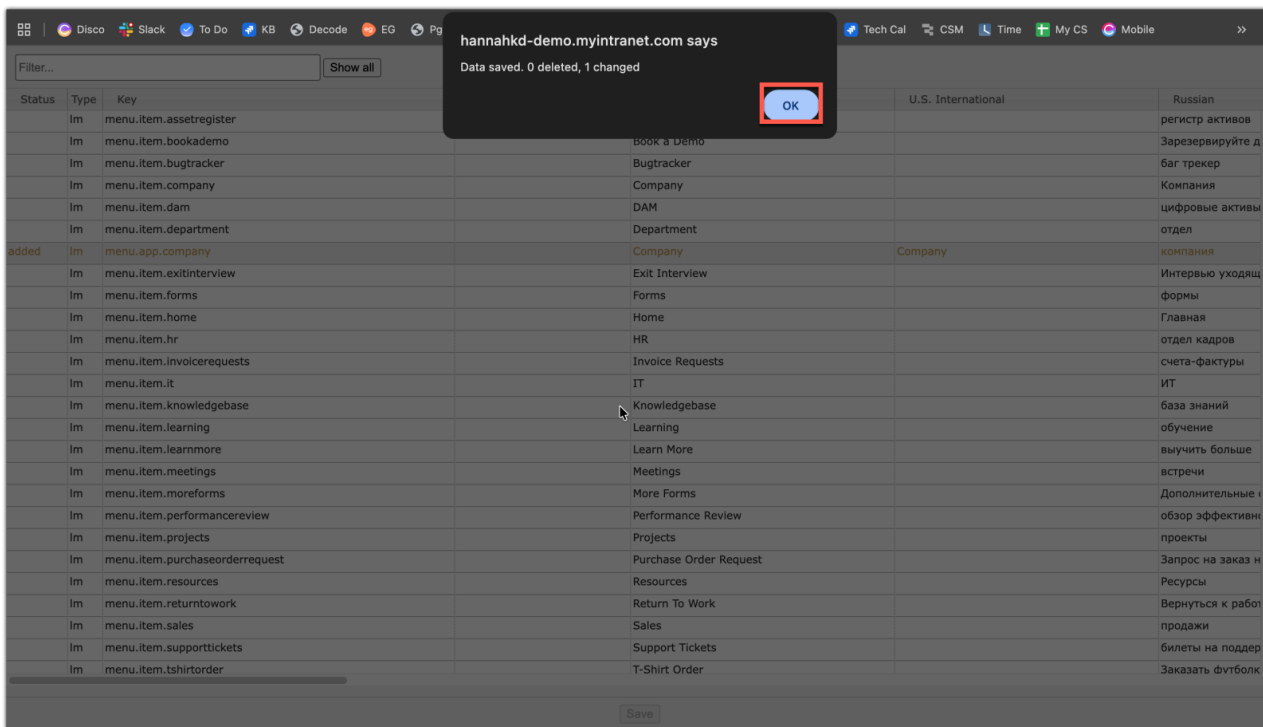 Disco Slack To Do KB Decode EG Pg Tech Cal CSM Time My CS Mobile »
hannahkd-demo.myintranet.com says
Data saved. 0 deleted, 1 changed
OK
Filter... Show all
Status Type Key U.S. International Russian
lm menu.item.assetregister регистр активов
lm menu.item.bookademo Book a Demo Зарезервируйте д
lm menu.item.bugtracker Bugtracker баг трекер
lm menu.item.company Company Компания
lm menu.item.dam DAM цифровые активы
lm menu.item.department Department отдел
added lm menu.app.company Company Company компания
lm menu.item.exitinterview Exit Interview Интервью уходящ
lm menu.item.forms Forms формы
lm menu.item.home Home Главная
lm menu.item.hr HR отдел кадров
lm menu.item.invoicerequests Invoice Requests счета-фактуры
lm menu.item.it IT ИТ
lm menu.item.knowledgebase Knowledgebase база знаний
lm menu.item.learning Learning обучение
lm menu.item.learnmore Learn More выучить больше
lm menu.item.meetings Meetings встречи
lm menu.item.moreforms More Forms Дополнительные
lm menu.item.performancereview Performance Review обзор эффективн
lm menu.item.projects Projects проекты
lm menu.item.purchaseorderrequest Purchase Order Request Запрос на заказ н
lm menu.item.resources Resources Ресурсы
lm menu.item.returntowork Return To Work Вернуться к работ
lm menu.item.sales Sales продажи
lm menu.item.supporttickets Support Tickets билеты на поддер
lm menu.item.tshirtorder T-Shirt Order Заказать футболк
Save